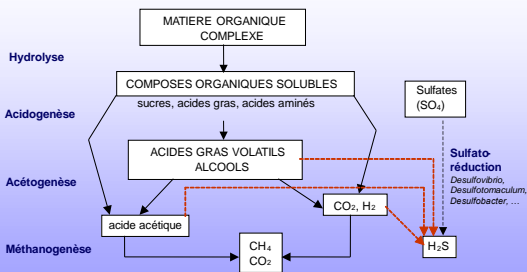 MATIERE ORGANIQUE
COMPLEXE
Hydrolyse
COMPOSES ORGANIQUES SOLUBLES
sucres, acides gras, acides aminés
Sulfates
(SO₄)
Acidogenèse
ACIDES GRAS VOLATILS
ALCOOLS
Sulfato-
réduction
Desulfovibrio,
Desulfotomaculum,
Desulfobacter, ...
Acétogenèse
CO₂, H₂
acide acétique
CH₄
CO₂
H₂S
Méthanogenèse